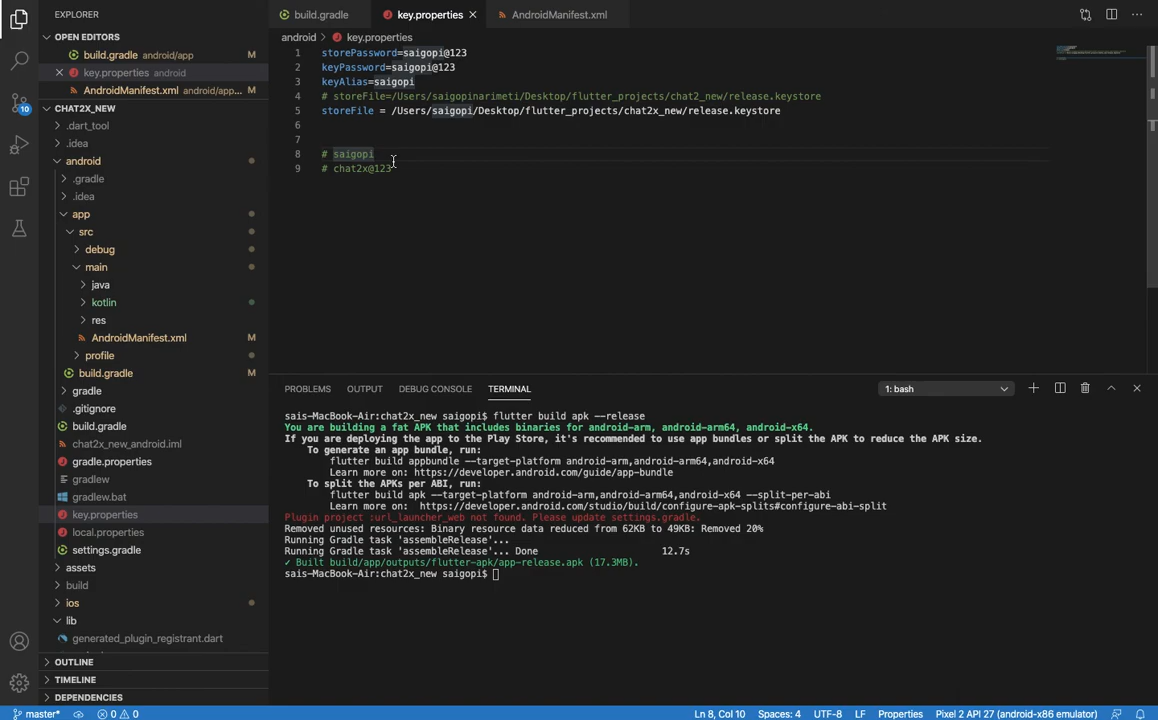 EXPLORER
OPEN EDITORS
build.gradle android/app M
key.properties android
AndroidManifest.xml android/app... M
CHAT2X_NEW
.dart_tool
.idea
android
.gradle
.idea
app
src
debug
main
java
kotlin
res
AndroidManifest.xml M
profile
build.gradle M
gradle
.gitignore
build.gradle
chat2x_new_android.iml
gradle.properties
gradlew
gradlew.bat
key.properties
local.properties
settings.gradle
assets
build
ios
lib
generated_plugin_registrant.dart
OUTLINE
TIMELINE
DEPENDENCIES
10
build.gradle key.properties AndroidManifest.xml
android > key.properties
1 storePassword=saigopi@123
2 keyPassword=saigopi@123
3 keyAlias=saigopi
4 # storeFile=/Users/saigopinarimeti/Desktop/flutter_projects/chat2_new/release.keystore
5 storeFile = /Users/saigopi/Desktop/flutter_projects/chat2x_new/release.keystore
6
7
8 # saigopi
9 # chat2x@123
PROBLEMS OUTPUT DEBUG CONSOLE TERMINAL 1: bash
sais-MacBook-Air:chat2x_new saigopi$ flutter build apk --release
You are building a fat APK that includes binaries for android-arm, android-arm64, android-x64.
If you are deploying the app to the Play Store, it's recommended to use app bundles or split the APK to reduce the APK size.
To generate an app bundle, run:
flutter build appbundle --target-platform android-arm,android-arm64,android-x64
Learn more on: https://developer.android.com/guide/app-bundle
To split the APKs per ABI, run:
flutter build apk --target-platform android-arm,android-arm64,android-x64 --split-per-abi
Learn more on: https://developer.android.com/studio/build/configure-apk-splits#configure-abi-split
Plugin project :url_launcher_web not found. Please update settings.gradle.
Removed unused resources: Binary resource data reduced from 62KB to 49KB: Removed 20%
Running Gradle task 'assembleRelease'...
Running Gradle task 'assembleRelease'... Done 12.7s
✓ Built build/app/outputs/flutter-apk/app-release.apk (17.3MB).
sais-MacBook-Air:chat2x_new saigopi$
master* 0 0 Ln 8, Col 10 Spaces: 4 UTF-8 LF Properties Pixel 2 API 27 (android-x86 emulator)